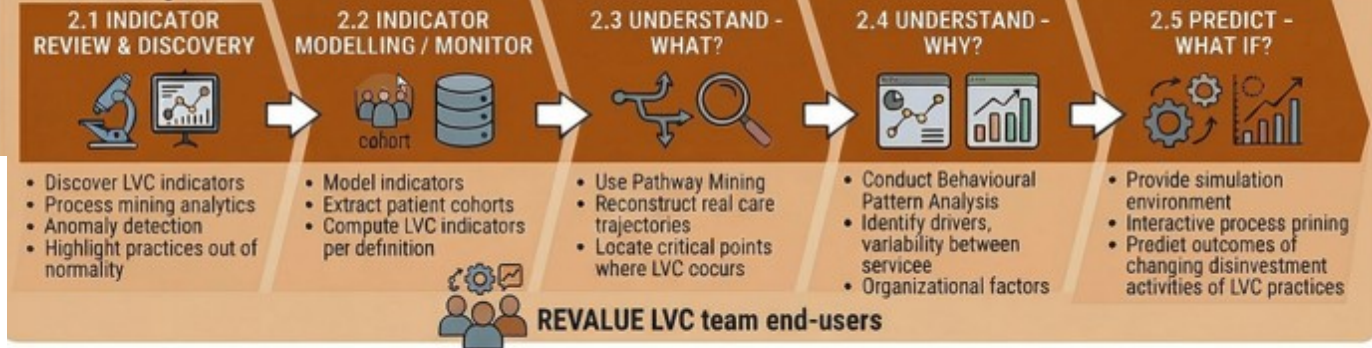 2.1 INDICATOR
REVIEW & DISCOVERY
2.2 INDICATOR
MODELLING / MONITOR
2.3 UNDERSTAND -
WHAT?
2.4 UNDERSTAND –
WHY?
2.5 PREDICT –
WHAT IF?
cohort
• Discover LVC indicators
• Process mining analytics
• Anomaly detection
• Highlight practices out of
normality
• Model indicators
• Extract patient cohorts
• Compute LVC indicators
per definition
• Use Pathway Mining
• Reconstruct real care
trajectories
• Locate critical points
where LVC cocurs
• Conduct Behavioural
Pattern Analysis
• Identify drivers,
variability between
servicee
• Organizational factors
• Provide simulation
environment
• Interactive process prining
• Prediet outcomes of
changing disinvestment
activities of LVC practices
REVALUE LVC team end-users